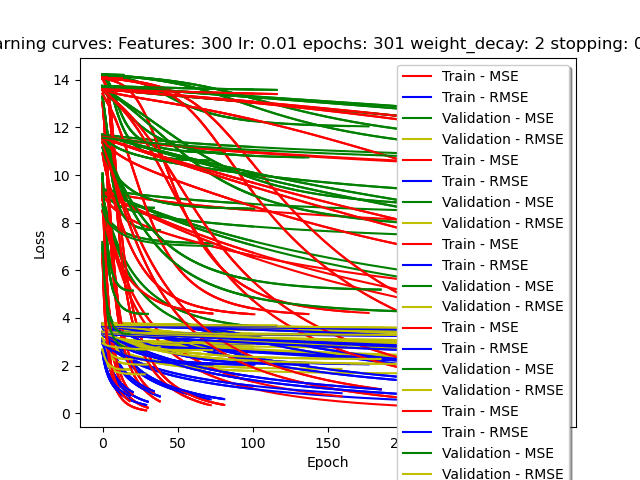 arning curves: Features: 300 lr: 0.01 epochs: 301 weight_decay: 2 stopping: 0
14
12
10
8
6
4
2
0
Loss
0
50
100
150
2
Epoch
Train - MSE
Train - RMSE
Validation - MSE
Validation - RMSE
Train - MSE
Train - RMSE
Validation - MSE
Validation - RMSE
Train - MSE
Train - RMSE
Validation - MSE
Validation - RMSE
Train - MSE
Train - RMSE
Validation - MSE
Validation - RMSE
Train - MSE
Train - RMSE
Validation - MSE
Validation - RMSE